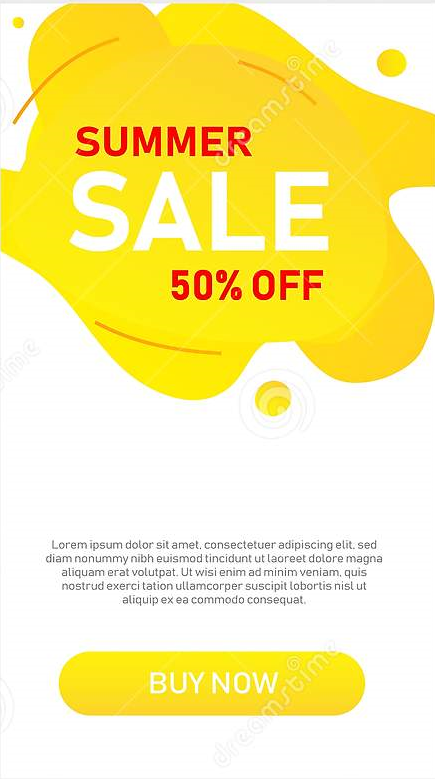 SUMMER
SALE
50% OFF
Lorem ipsum dolor sit amet, consectetuer adipiscing elit, sed
diam nonummy nibh euismod tincidunt ut laoreet dolore magna
aliquam erat volutpat. Ut wisi enim ad minim veniam, quis
nostrud exerci tation ullamcorper suscipit lobortis nisl ut
aliquip ex ea commodo consequat.
BUY NOW
dreamstime
dreamstime